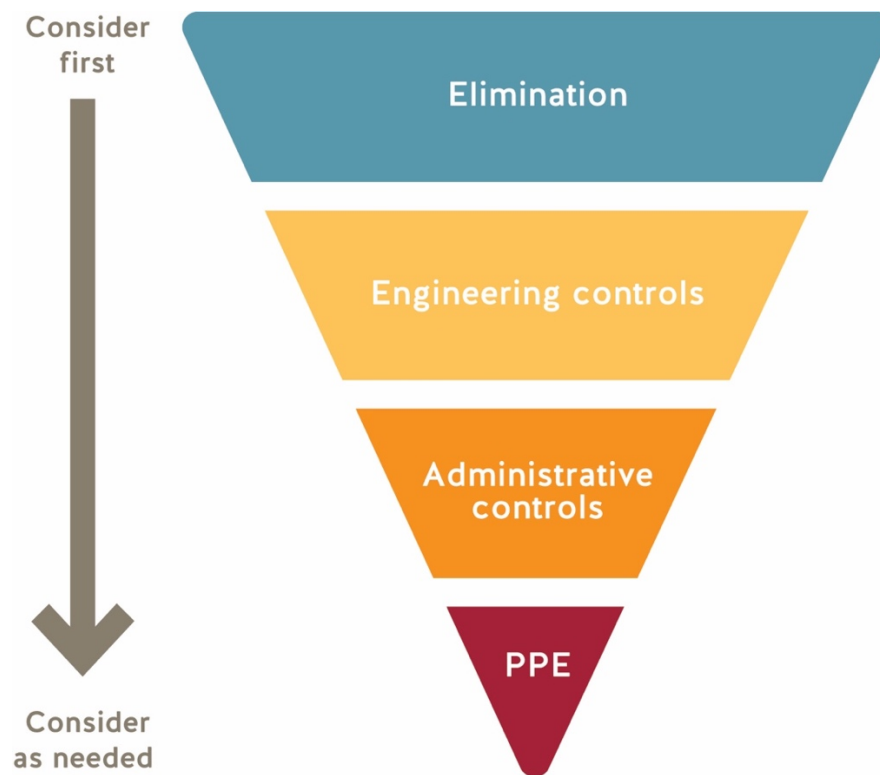 Consider
first
Elimination
Engineering controls
Administrative
controls
PPE
Consider
as needed